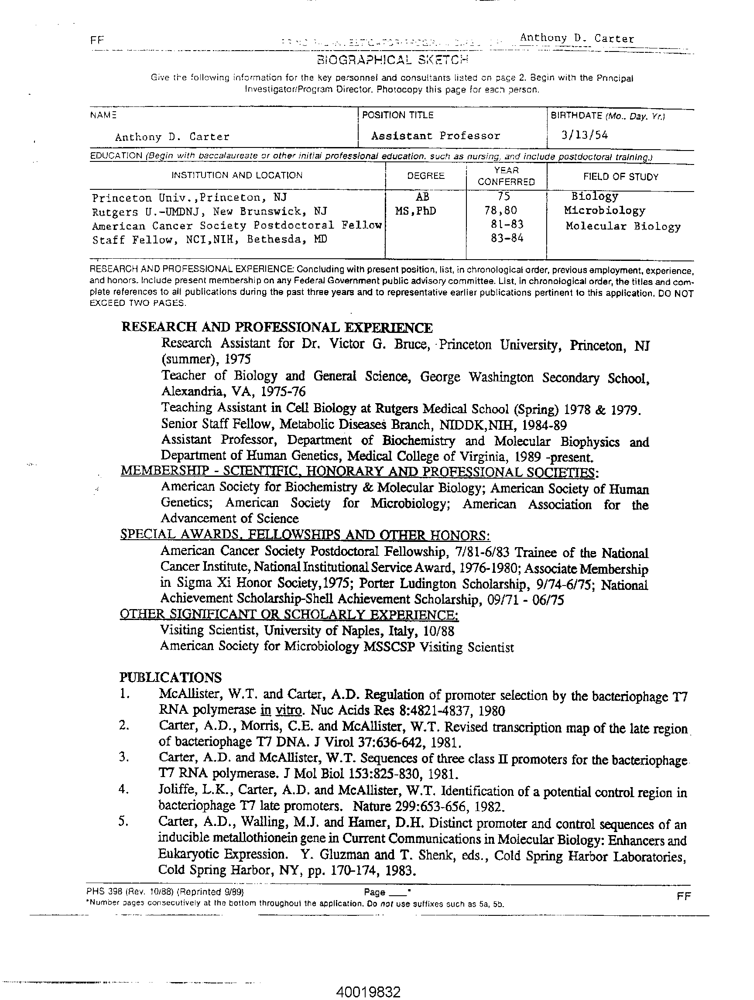 FF
Anthony D. Carter
BIOGRAPHICAL SKETCH
Give the following information for the key personnel and consultants listed on page 2. Begin with the Principal
Investigator/Program Director. Photocopy this page for each person.
NAME POSITION TITLE BIRTHDATE (Mo., Day, Yr.)
Anthony D. Carter Assistant Professor 3/13/54
EDUCATION (Begin with baccalaureate or other initial professional education, such as nursing, and include postdoctoral training.)
INSTITUTION AND LOCATION DEGREE YEAR CONFERRED FIELD OF STUDY
Princeton Univ.,Princeton, NJ AB 75 Biology
Rutgers U.-UMDNJ, New Brunswick, NJ MS,PhD 78,80 Microbiology
American Cancer Society Postdoctoral Fellow 81-83 Molecular Biology
Staff Fellow, NCI,NIH, Bethesda, MD 83-84
RESEARCH AND PROFESSIONAL EXPERIENCE: Concluding with present position, list, in chronological order, previous employment, experience,
and honors. Include present membership on any Federal Government public advisory committee. List, in chronological order, the titles and com-
plete references to all publications during the past three years and to representative earlier publications pertinent to this application. DO NOT
EXCEED TWO PAGES.
RESEARCH AND PROFESSIONAL EXPERIENCE
Research Assistant for Dr. Victor G. Bruce, Princeton University, Princeton, NJ
(summer), 1975
Teacher of Biology and General Science, George Washington Secondary School,
Alexandria, VA, 1975-76
Teaching Assistant in Cell Biology at Rutgers Medical School (Spring) 1978 & 1979.
Senior Staff Fellow, Metabolic Diseases Branch, NIDDK,NIH, 1984-89
Assistant Professor, Department of Biochemistry and Molecular Biophysics and
Department of Human Genetics, Medical College of Virginia, 1989 -present.
MEMBERSHIP - SCIENTIFIC, HONORARY AND PROFESSIONAL SOCIETIES:
American Society for Biochemistry & Molecular Biology; American Society of Human
Genetics; American Society for Microbiology; American Association for the
Advancement of Science
SPECIAL AWARDS, FELLOWSHIPS AND OTHER HONORS:
American Cancer Society Postdoctoral Fellowship, 7/81-6/83 Trainee of the National
Cancer Institute, National Institutional Service Award, 1976-1980; Associate Membership
in Sigma Xi Honor Society,1975; Porter Ludington Scholarship, 9/74-6/75; National
Achievement Scholarship-Shell Achievement Scholarship, 09/71 - 06/75
OTHER SIGNIFICANT OR SCHOLARLY EXPERIENCE:
Visiting Scientist, University of Naples, Italy, 10/88
American Society for Microbiology MSSCSP Visiting Scientist
PUBLICATIONS
1. McAllister, W.T. and Carter, A.D. Regulation of promoter selection by the bacteriophage T7
RNA polymerase in vitro. Nuc Acids Res 8:4821-4837, 1980
2. Carter, A.D., Morris, C.E. and McAllister, W.T. Revised transcription map of the late region
of bacteriophage T7 DNA. J Virol 37:636-642, 1981.
3. Carter, A.D. and McAllister, W.T. Sequences of three class II promoters for the bacteriophage
T7 RNA polymerase. J Mol Biol 153:825-830, 1981.
4. Joliffe, L.K., Carter, A.D. and McAllister, W.T. Identification of a potential control region in
bacteriophage T7 late promoters. Nature 299:653-656, 1982.
5. Carter, A.D., Walling, M.J. and Hamer, D.H. Distinct promoter and control sequences of an
inducible metallothionein gene in Current Communications in Molecular Biology: Enhancers and
Eukaryotic Expression. Y. Gluzman and T. Shenk, eds., Cold Spring Harbor Laboratories,
Cold Spring Harbor, NY, pp. 170-174, 1983.
PHS 398 (Rev. 10/88) (Reprinted 9/89) Page ___* FF
*Number pages consecutively at the bottom throughout the application. Do not use suffixes such as 5a, 5b.
40019832